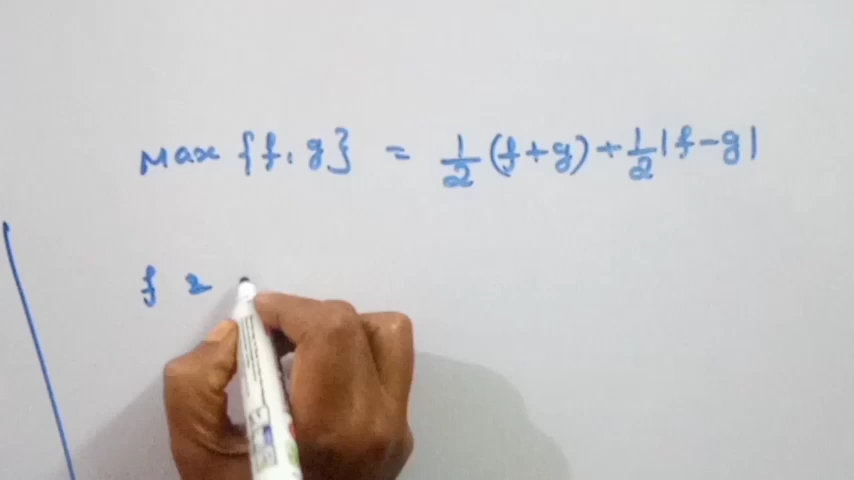 Max {f, g} = 1/2 (f+g) + 1/2 |f-g|
f